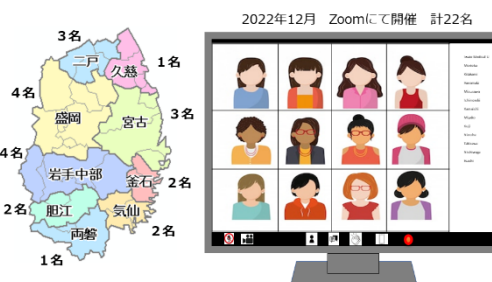 2022年12月　Zoomにて開催　計22名
3名
二戸
久慈
1名
4名
盛岡
宮古
3名
4名
岩手中部
釜石
2名
2名
胆江
気仙
2名
両磐
1名